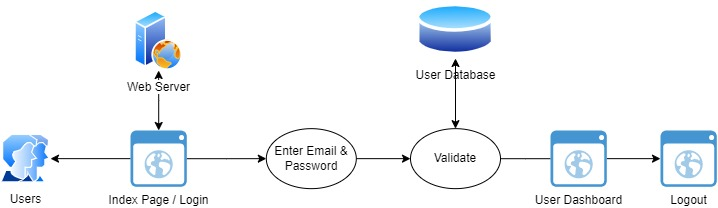 Web Server
User Database
Enter Email &
Password
Validate
Users
Index Page / Login
User Dashboard
Logout